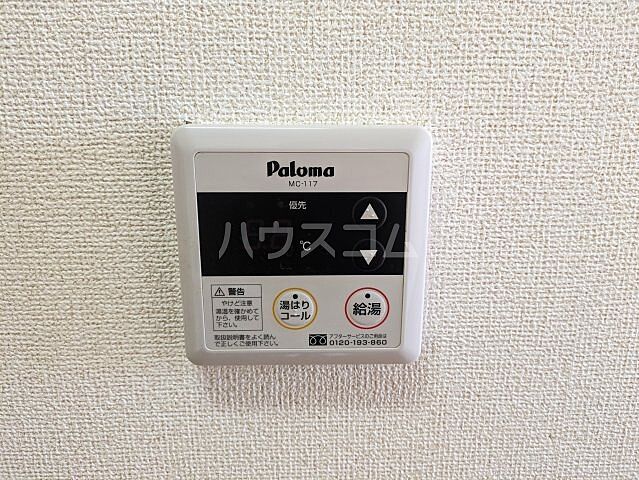 Paloma
MC-117
優先
℃
ハウスコム
警告
やけど注意
湯温を確かめて
から、使用して
下さい。
取扱説明書をよく読ん
で正しくご使用下さい。
湯はり
コール
給湯
アフターサービスのご用命は
0120-193-860